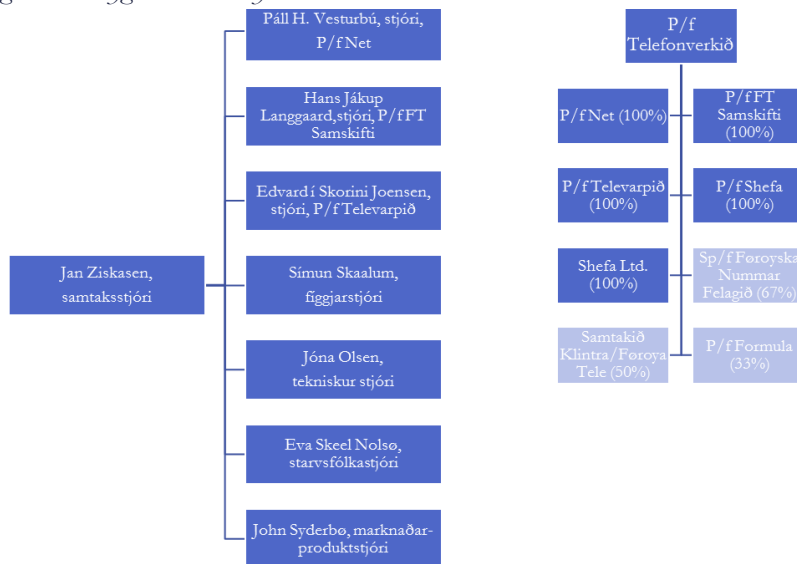 Páll H. Vesturbú, stjóri,
P/f Net
Hans Jákup
Langgaard,stjóri, P/f FT
Samskifti
Edvard í Skorini Joensen,
stjóri, P/f Televarpið
Jan Ziskasen,
samtaksstjóri
Símun Skaalum,
fíggjarstjóri
Jóna Olsen,
tekniskur stjóri
Eva Skeel Nolsø,
starvsfólkastjóri
John Syderbø, marknaðar-
produktstjóri
P/f
Telefonverkið
P/f Net (100%)
P/f FT
Samskifti
(100%)
P/f Televarpið
(100%)
P/f Shefa
(100%)
Shefa Ltd.
(100%)
Sp/f Føroyska
Nummar
Felagið (67%)
Samtakið
Klintra/Føroya
Tele (50%)
P/f Formula
(33%)